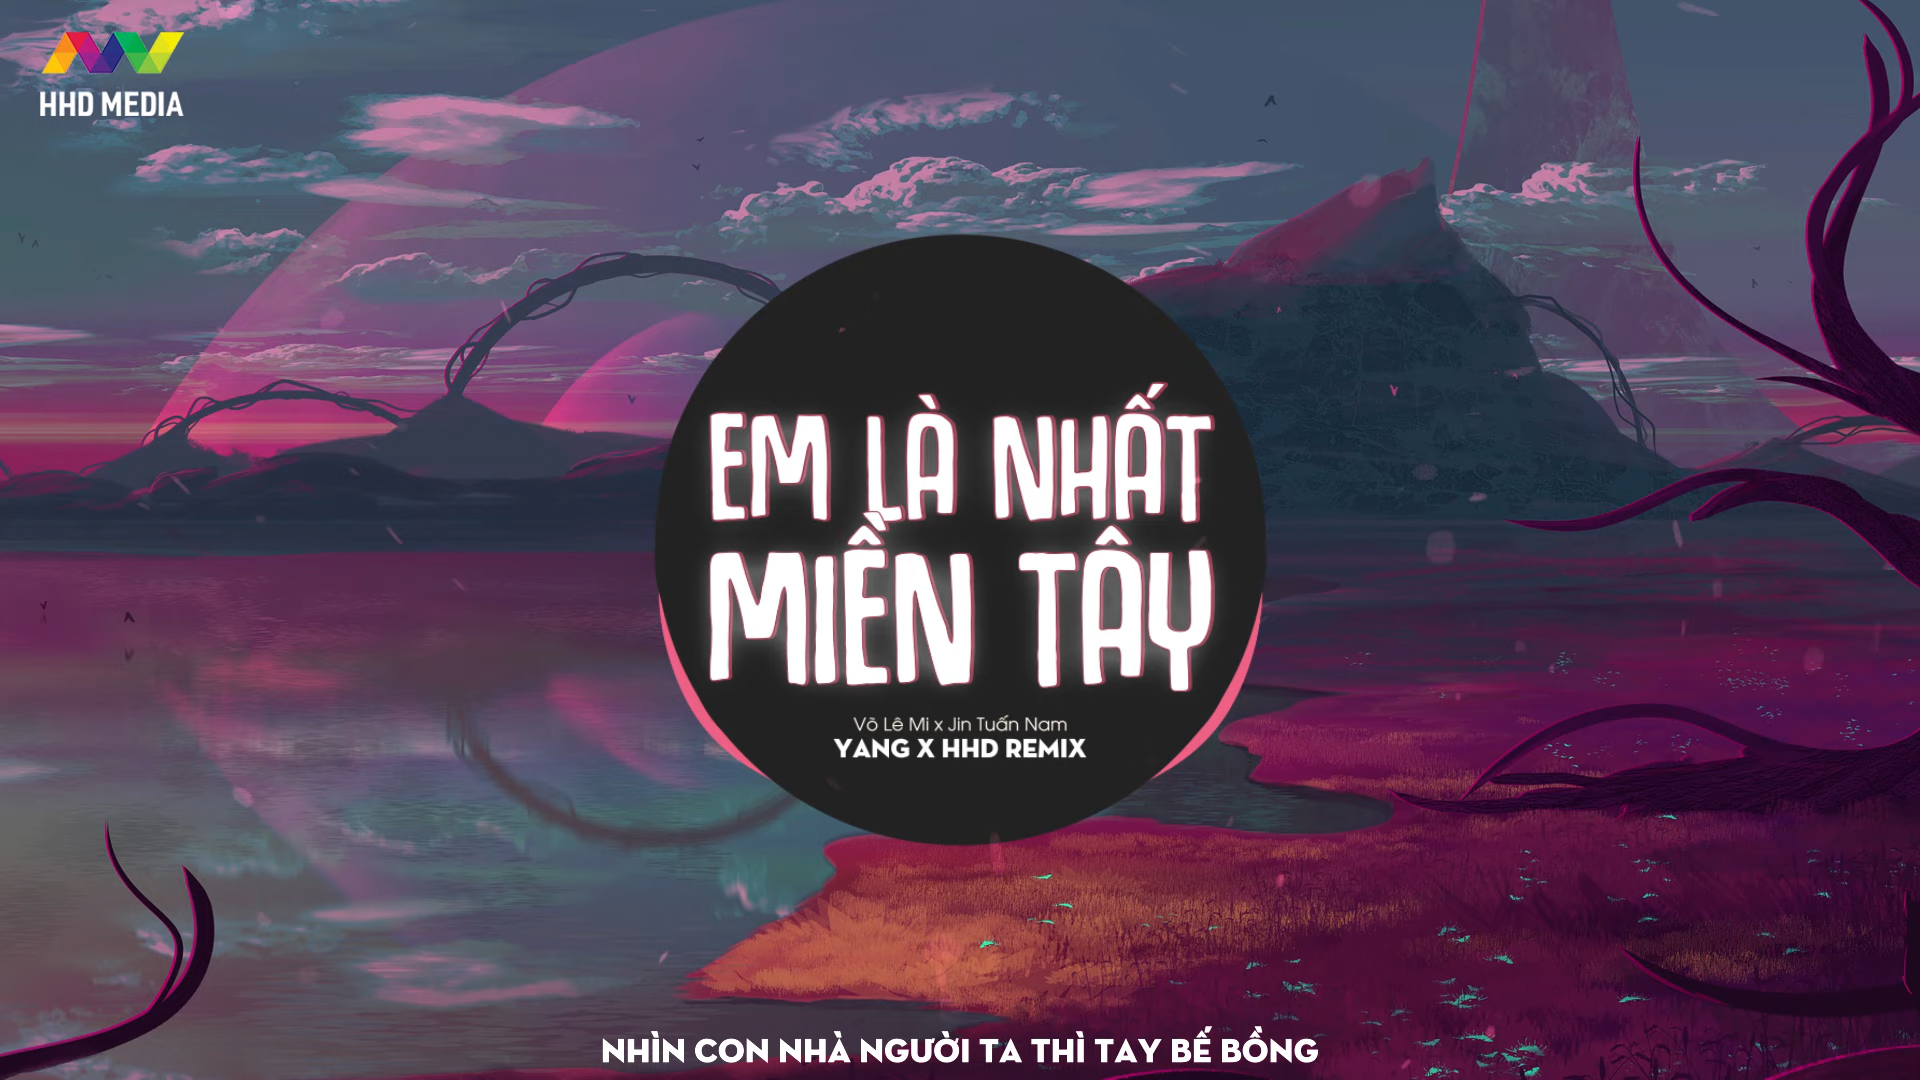 HHD MEDIA
EM LÀ NHẤT
MIỀN TÂY
Võ Lê Mi x Jin Tuấn Nam
YANG X HHD REMIX
NHÌN CON NHÀ NGƯỜI TA THÌ TAY BẾ BỒNG